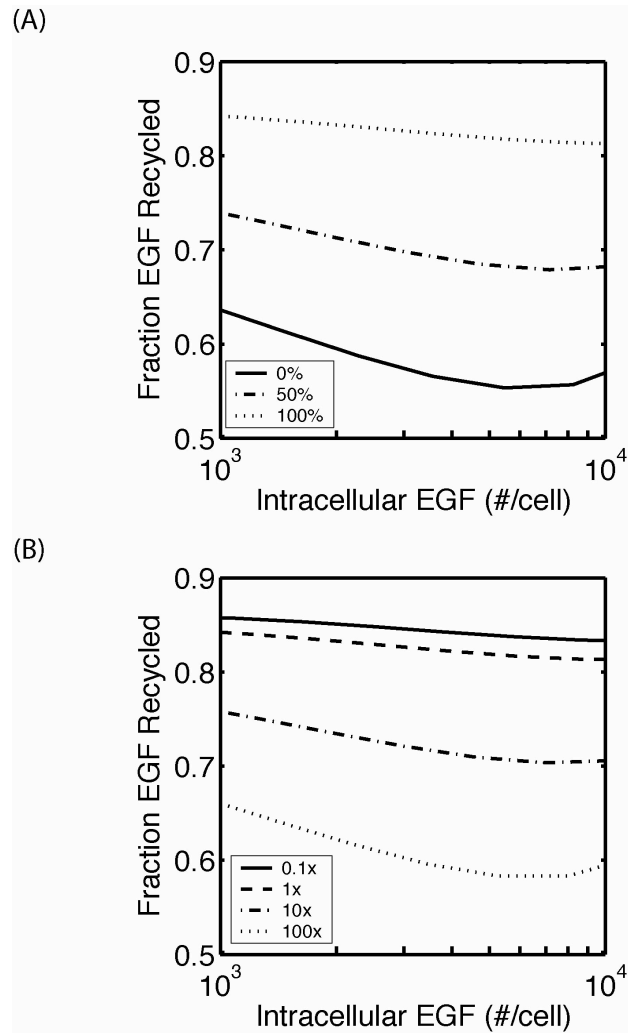 (A)
0.9
0.8
0.7
0.6
0.5
Fraction EGF Recycled
0%
50%
100%
10³
10⁴
Intracellular EGF (#/cell)
(B)
0.9
0.8
0.7
0.6
0.5
Fraction EGF Recycled
0.1x
1x
10x
100x
10³
10⁴
Intracellular EGF (#/cell)